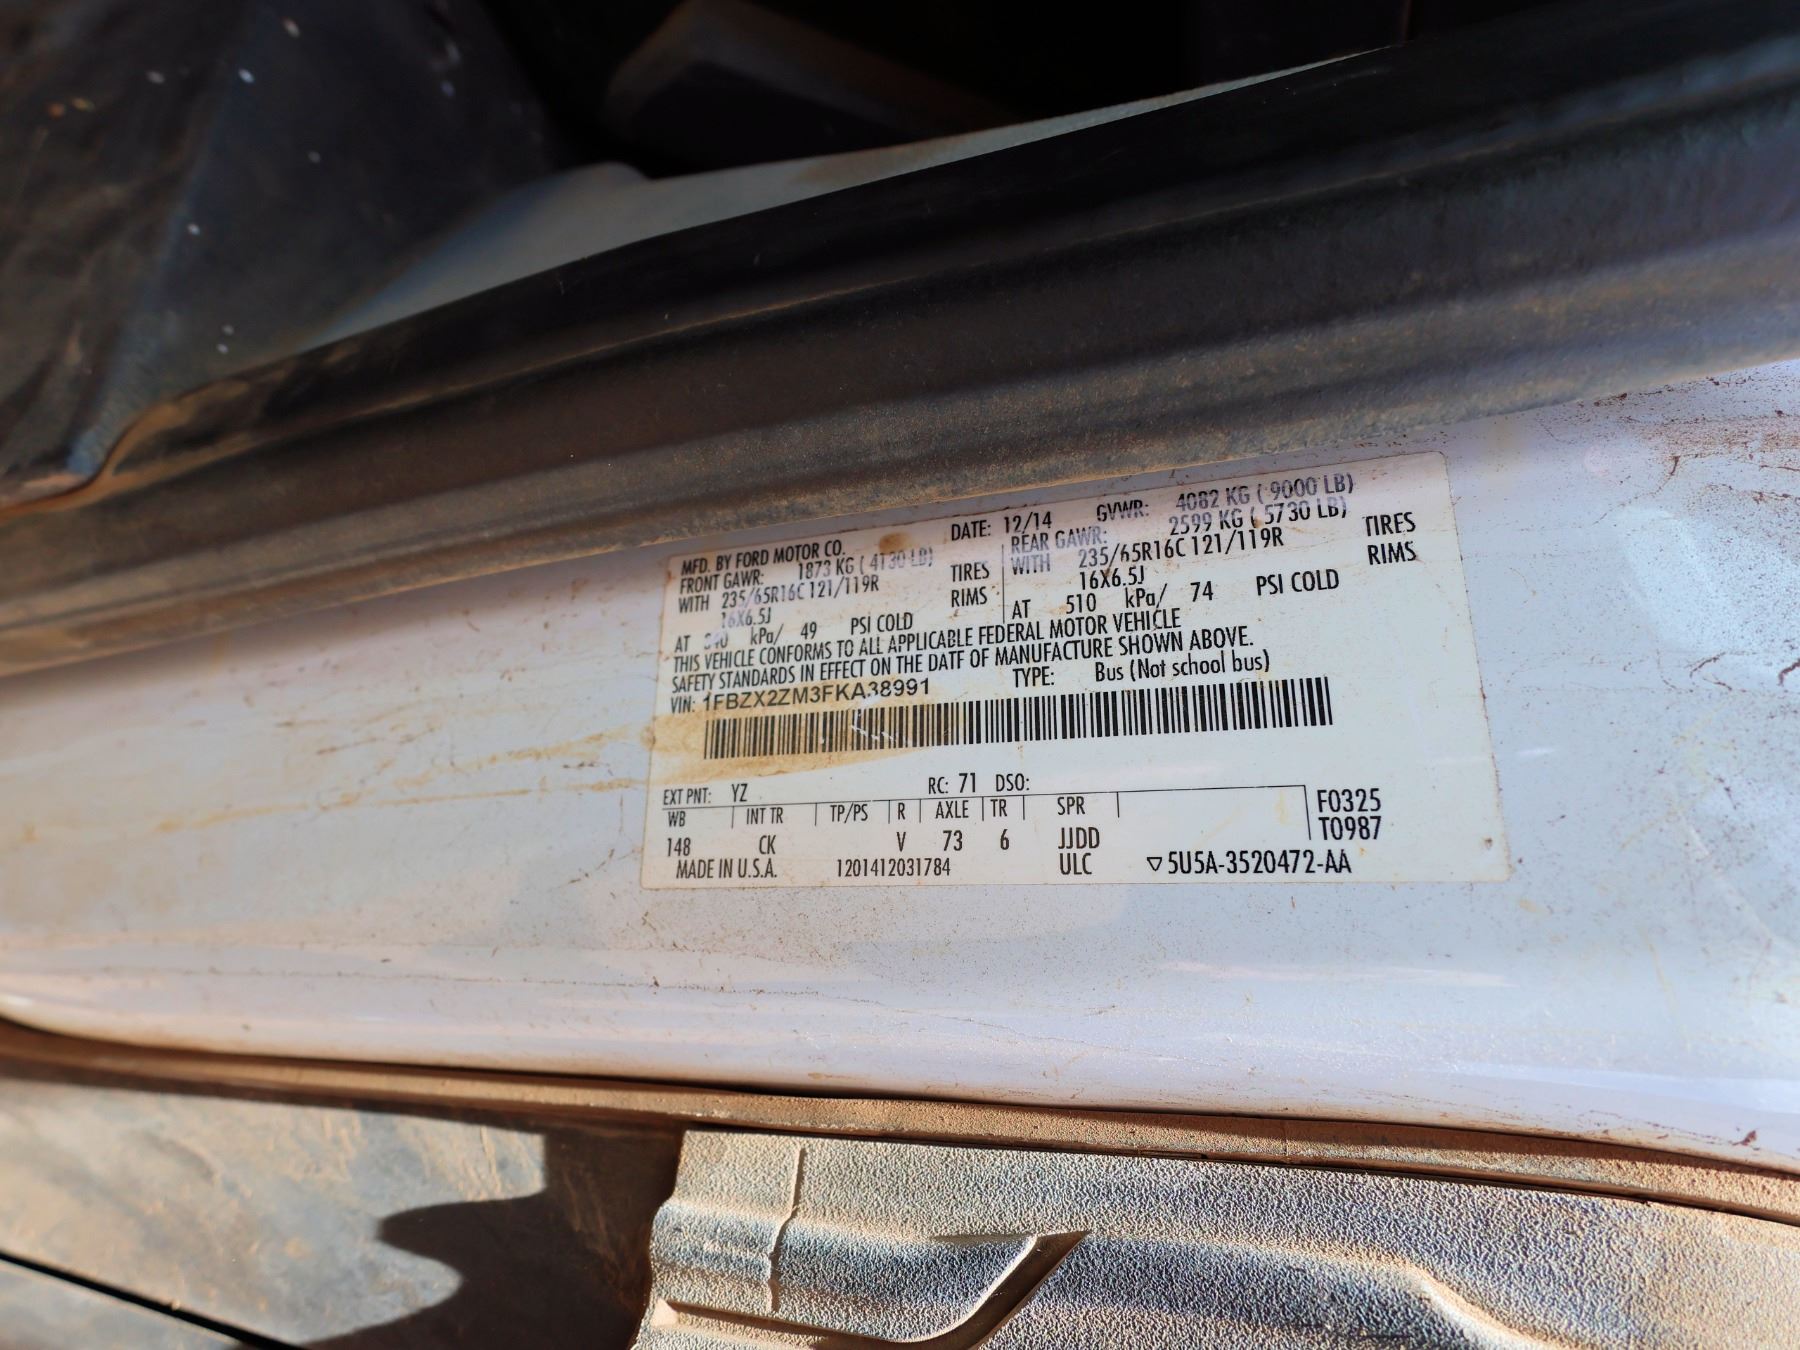 MFD. BY FORD MOTOR CO. DATE: 12/14 GVWR: 4082 KG ( 9000 LB)
FRONT GAWR: 1873 KG ( 4130 LB) REAR GAWR: 2599 KG ( 5730 LB)
WITH 235/65R16C 121/119R TIRES WITH 235/65R16C 121/119R TIRES
16X6.5J RIMS 16X6.5J RIMS
AT kPa/ 49 PSI COLD AT 510 kPa/ 74 PSI COLD
THIS VEHICLE CONFORMS TO ALL APPLICABLE FEDERAL MOTOR VEHICLE
SAFETY STANDARDS IN EFFECT ON THE DATE OF MANUFACTURE SHOWN ABOVE.
VIN: 1FBZX2ZM3FKA38991 TYPE: Bus (Not school bus)
EXT PNT: YZ RC: 71 DSO:
WB INT TR TP/PS R AXLE TR SPR F0325
148 CK V 73 6 JJDD T0987
MADE IN U.S.A. 1201412031784 ULC ▽5U5A-3520472-AA